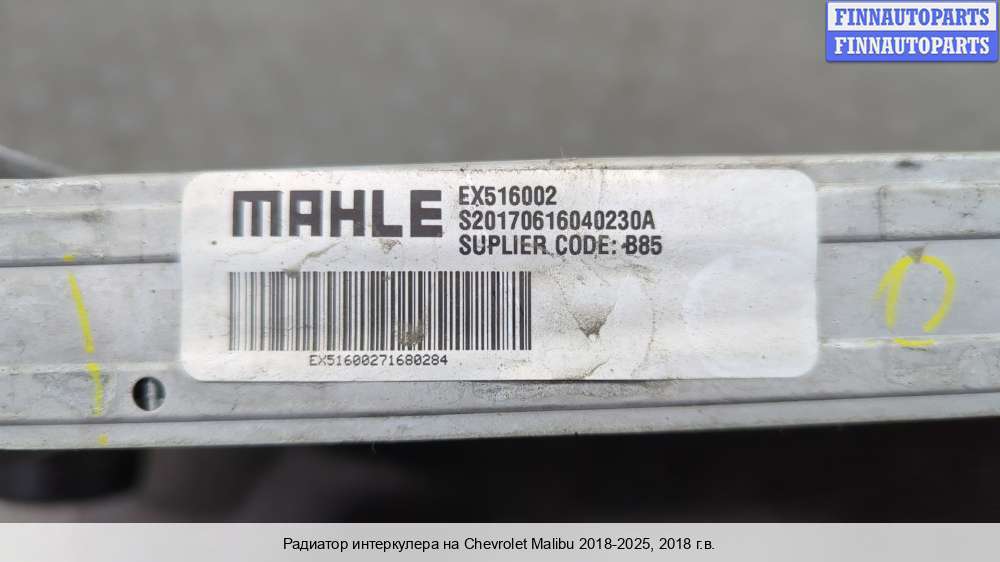 FINNAUTOPARTS
FINNAUTOPARTS
MAHLE
EX516002
S20170616040230A
SUPLIER CODE: B85
EX51600271680284
Радиатор интеркулера на Chevrolet Malibu 2018-2025, 2018 г.в.